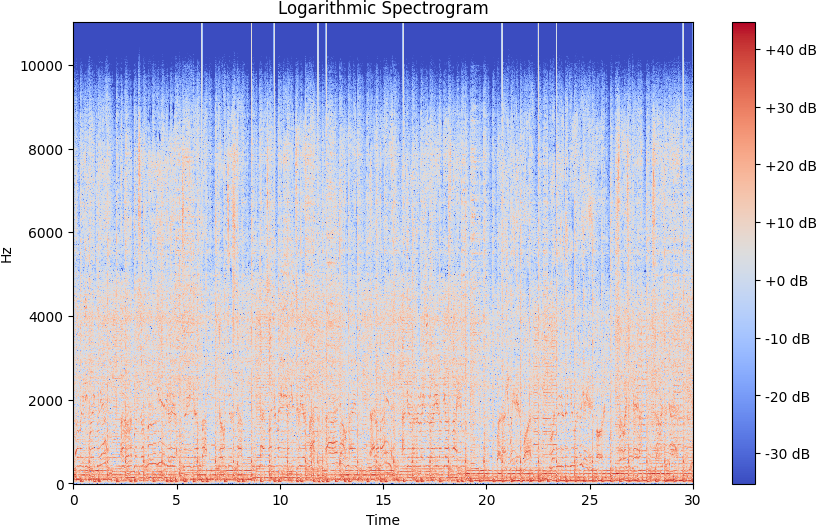 Logarithmic Spectrogram
Hz
10000
8000
6000
4000
2000
0
0 5 10 15 20 25 30
Time
+40 dB
+30 dB
+20 dB
+10 dB
+0 dB
-10 dB
-20 dB
-30 dB